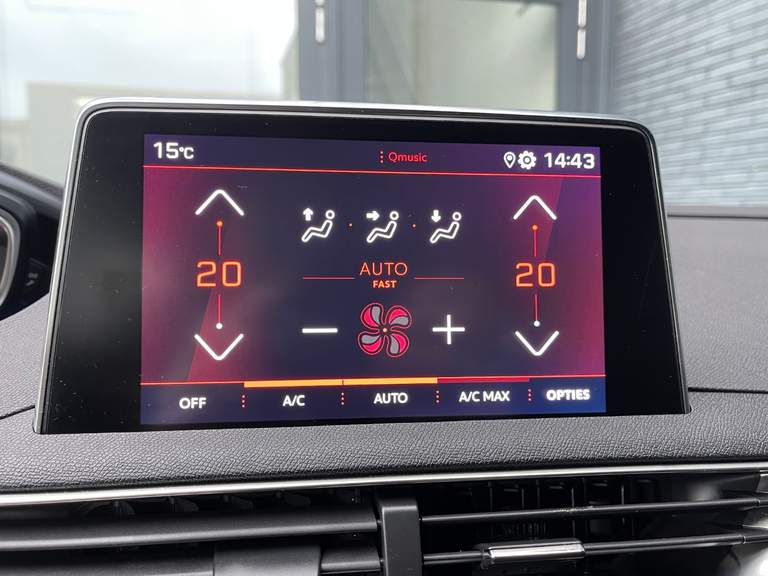 15°C
Qmusic
14:43
20
AUTO
FAST
20
OFF
A/C
AUTO
A/C MAX
OPTIES